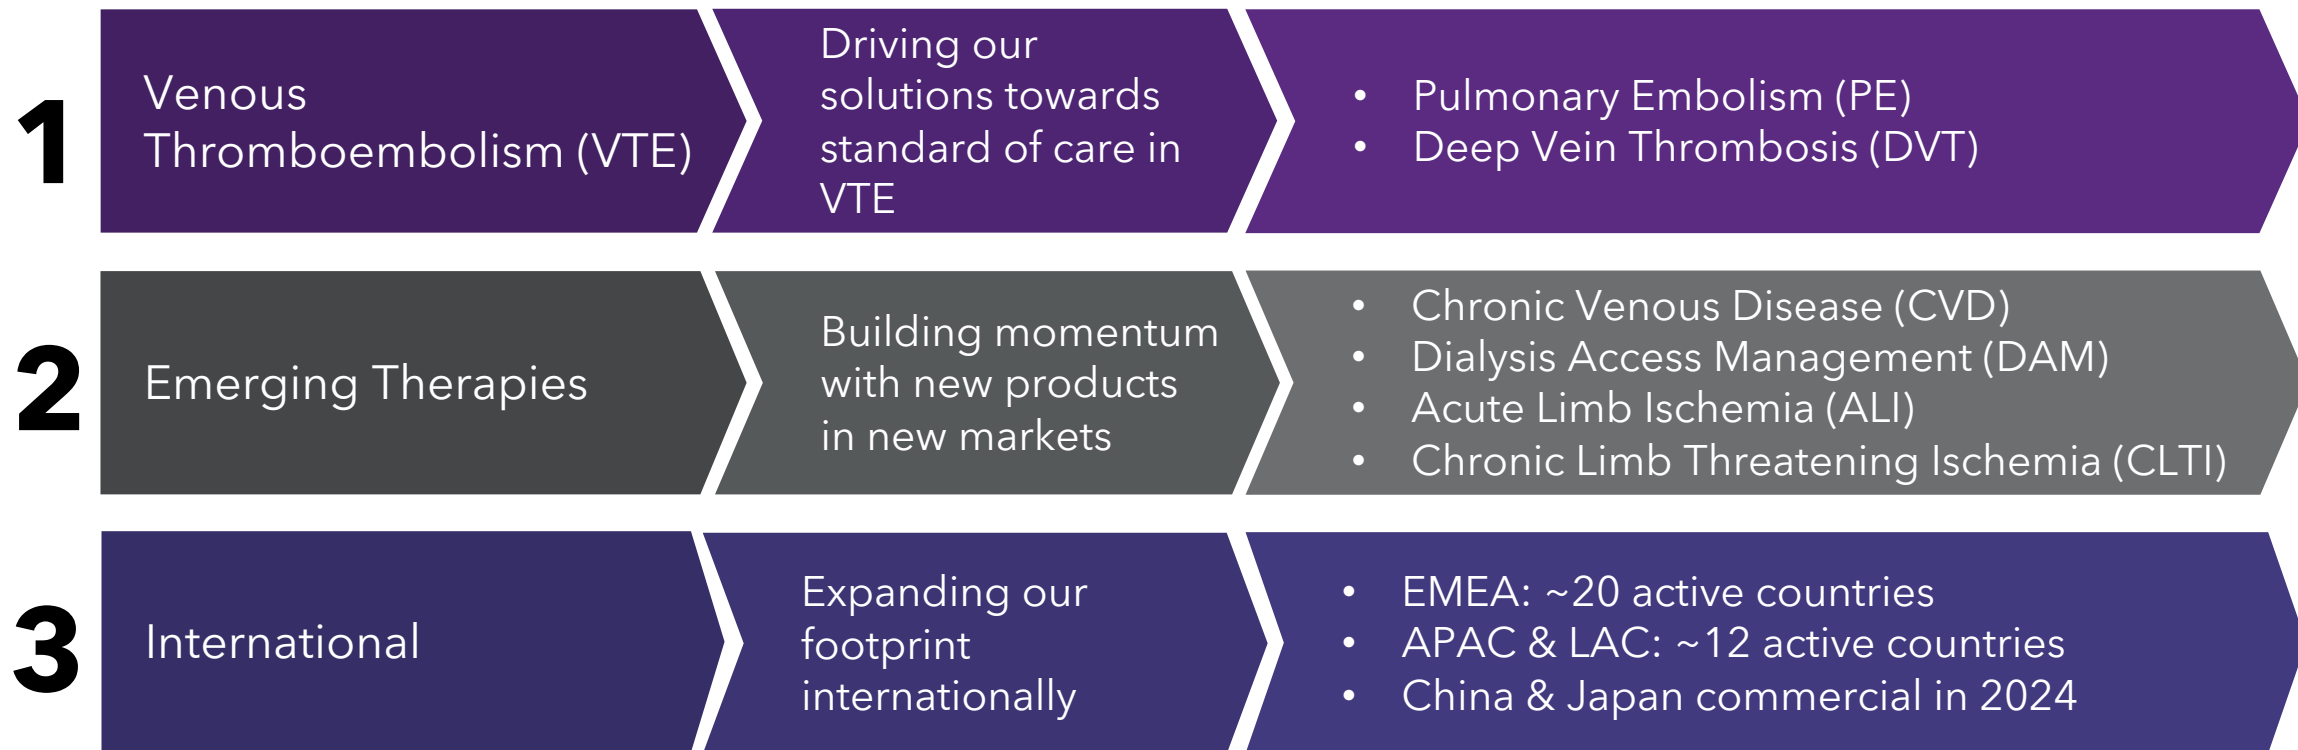 1
Venous
Thromboembolism (VTE)
Driving our
solutions towards
standard of care in
VTE
• Pulmonary Embolism (PE)
• Deep Vein Thrombosis (DVT)
2
Emerging Therapies
Building momentum
with new products
in new markets
• Chronic Venous Disease (CVD)
• Dialysis Access Management (DAM)
• Acute Limb Ischemia (ALI)
• Chronic Limb Threatening Ischemia (CLTI)
3
International
Expanding our
footprint
internationally
• EMEA: ~20 active countries
• APAC & LAC: ~12 active countries
• China & Japan commercial in 2024